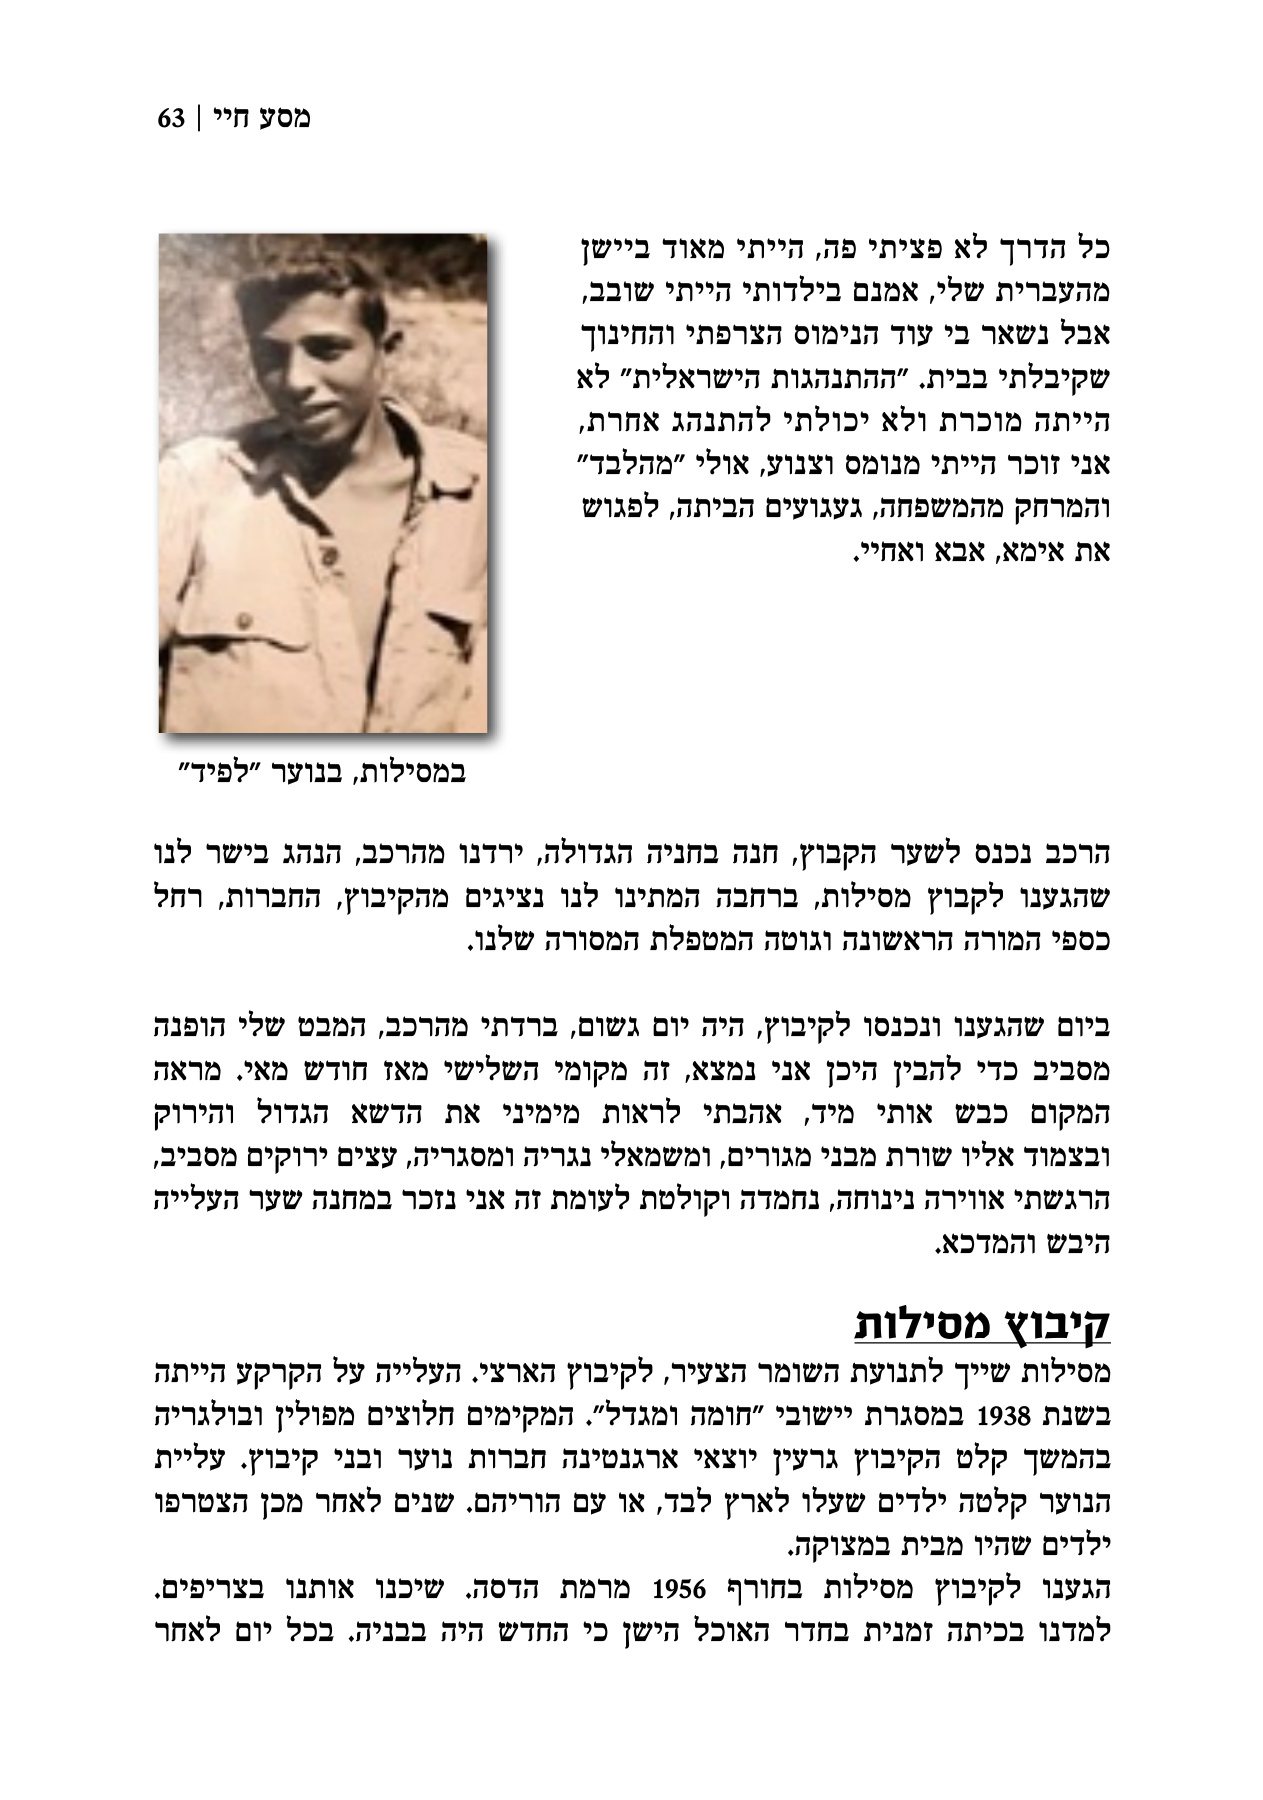 מסע חיי | 63
כל הדרך לא פציתי פה, הייתי מאוד ביישן
מהעברית שלי, אמנם בילדותי הייתי שובב,
אבל נשאר בי עוד הנימוס הצרפתי והחינוך
שקיבלתי בבית. "ההתנהגות הישראלית" לא
הייתה מוכרת ולא יכולתי להתנהג אחרת,
אני זוכר הייתי מנומס וצנוע, אולי "מהלבד"
והמרחק מהמשפחה, געגועים הביתה, לפגוש
את אימא, אבא ואחיי.
במסילות, בנוער "לפיד"
הרכב נכנס לשער הקבוץ, חנה בחניה הגדולה, ירדנו מהרכב, הנהג בישר לנו
שהגענו לקבוץ מסילות, ברחבה המתינו לנו נציגים מהקיבוץ, החברות, רחל
כספי המורה הראשונה וגוטה המטפלת המסורה שלנו.
ביום שהגענו ונכנסו לקיבוץ, היה יום גשום, ברדתי מהרכב, המבט שלי הופנה
מסביב כדי להבין היכן אני נמצא, זה מקומי השלישי מאז חודש מאי. מראה
המקום כבש אותי מיד, אהבתי לראות מימיני את הדשא הגדול והירוק
ובצמוד אליו שורת מבני מגורים, ומשמאלי נגריה ומסגריה, עצים ירוקים מסביב,
הרגשתי אווירה נינוחה, נחמדה וקולטת לעומת זה אני נזכר במחנה שער העלייה
היבש והמדכא.
קיבוץ מסילות
מסילות שייך לתנועת השומר הצעיר, לקיבוץ הארצי. העלייה על הקרקע הייתה
בשנת 1938 במסגרת יישובי "חומה ומגדל". המקימים חלוצים מפולין ובולגריה
בהמשך קלט הקיבוץ גרעין יוצאי ארגנטינה חברות נוער ובני קיבוץ. עליית
הנוער קלטה ילדים שעלו לארץ לבד, או עם הוריהם. שנים לאחר מכן הצטרפו
ילדים שהיו מבית במצוקה.
הגענו לקיבוץ מסילות בחורף 1956 מרמת הדסה. שיכנו אותנו בצריפים.
למדנו בכיתה זמנית בחדר האוכל הישן כי החדש היה בבניה. בכל יום לאחר